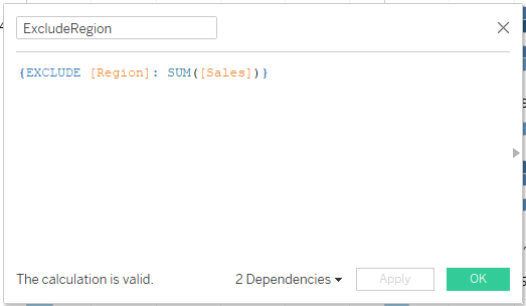 ExcludeRegion
{EXCLUDE [Region]: SUM([Sales])}
The calculation is valid.
2 Dependencies
Apply
OK